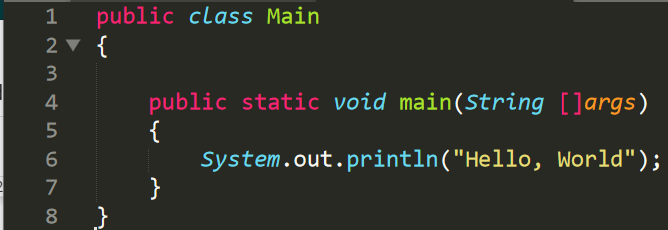 1 public class Main
2 {
3
4     public static void main(String []args)
5     {
6         System.out.println("Hello, World");
7     }
8 }